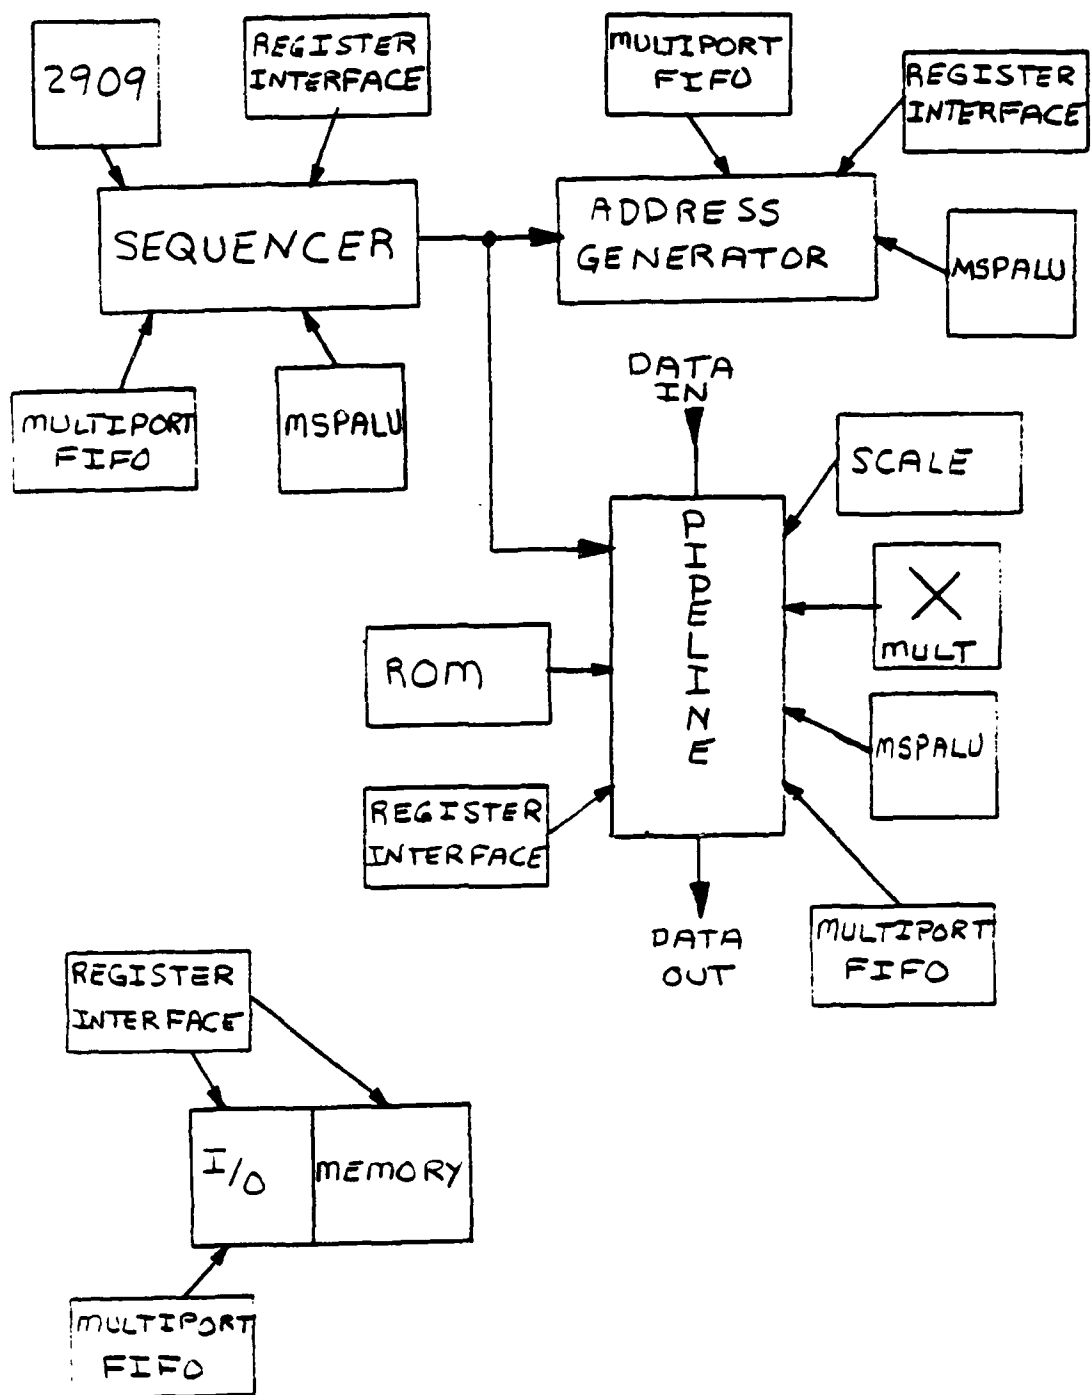 2909
REGISTER
INTERFACE
MULTIPORT
FIFO
REGISTER
INTERFACE
SEQUENCER
ADDRESS
GENERATOR
MSPALU
MULTIPORT
FIFO
MSPALU
DATA
IN
SCALE
PIPELINE
X
MULT
ROM
MSPALU
REGISTER
INTERFACE
DATA
OUT
MULTIPORT
FIFO
REGISTER
INTERFACE
I/O
MEMORY
MULTIPORT
FIFO